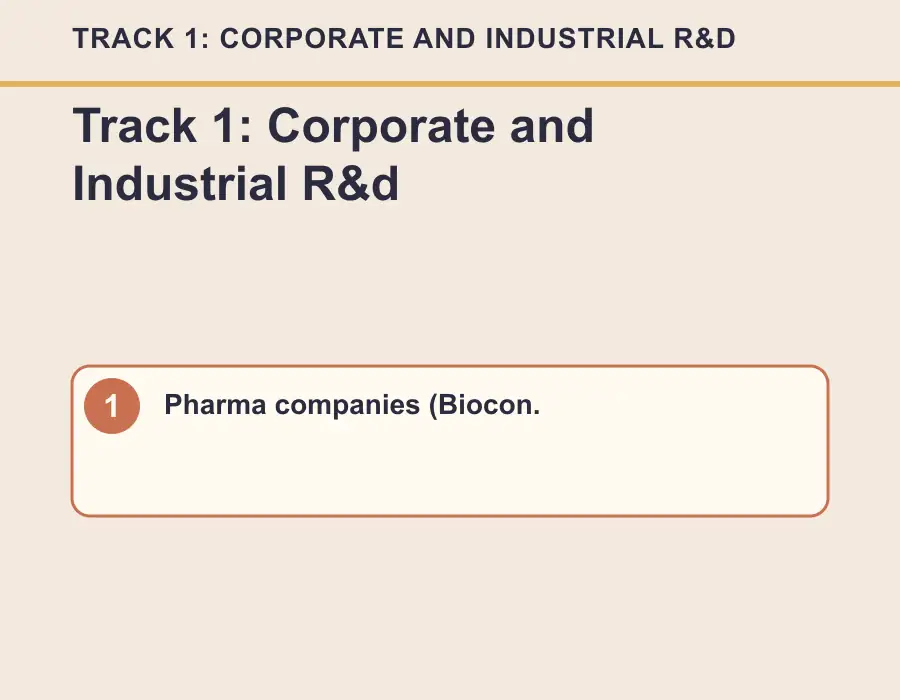 TRACK 1: CORPORATE AND INDUSTRIAL R&D
Track 1: Corporate and
Industrial R&d
1 Pharma companies (Biocon.